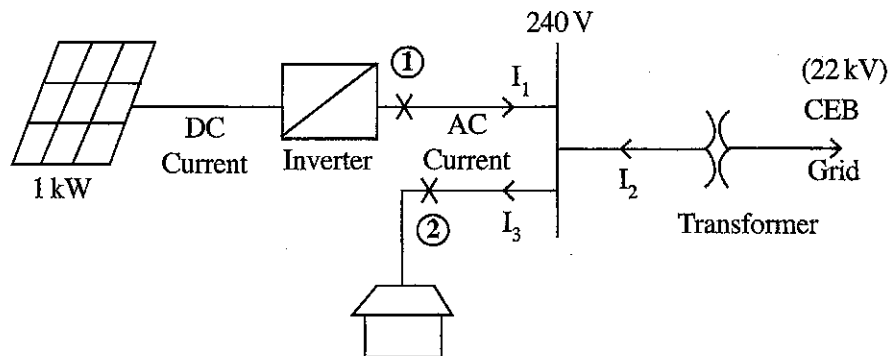 240 V
①
I₁
(22 kV)
CEB
DC
Current
AC
Current
Inverter
1 kW
I₂
Grid
②
I₃
Transformer